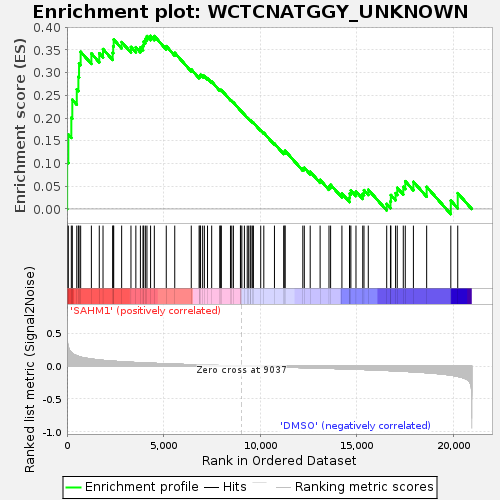 Enrichment plot: WCTCNATGGY_UNKNOWN
Enrichment score (ES)
0.40
0.35
0.30
0.25
0.20
0.15
0.10
0.05
0.00
'SAHM1' (positively correlated)
Ranked list metric (Signal2Noise)
0.5
0.0
-0.5
-1.0
Zero cross at 9037
'DMSO' (negatively correlated)
0 5,000 10,000 15,000 20,000
Rank in Ordered Dataset
Enrichment profile Hits Ranking metric scores